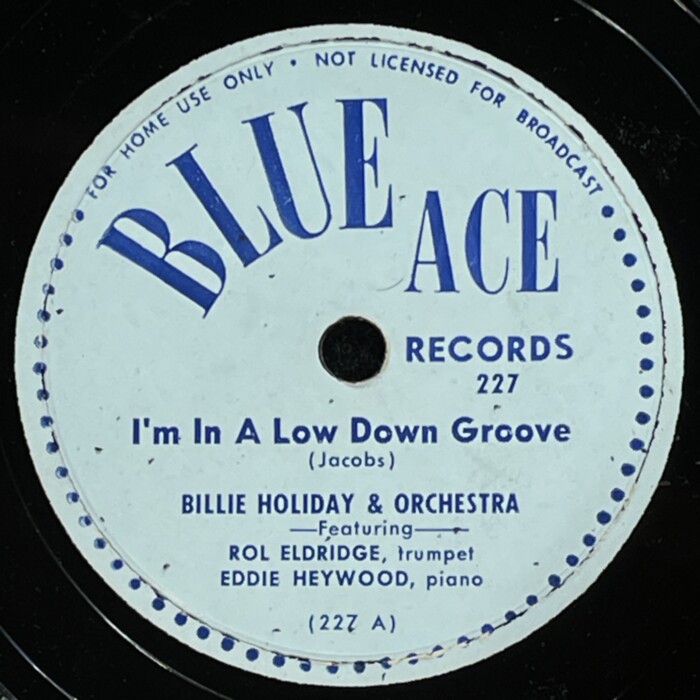 FOR HOME USE ONLY • NOT LICENSED FOR BROADCAST
BLUE ACE
RECORDS
227
I'm In A Low Down Groove
(Jacobs)
BILLIE HOLIDAY & ORCHESTRA
—Featuring—
ROL ELDRIDGE, trumpet
EDDIE HEYWOOD, piano
(227 A)